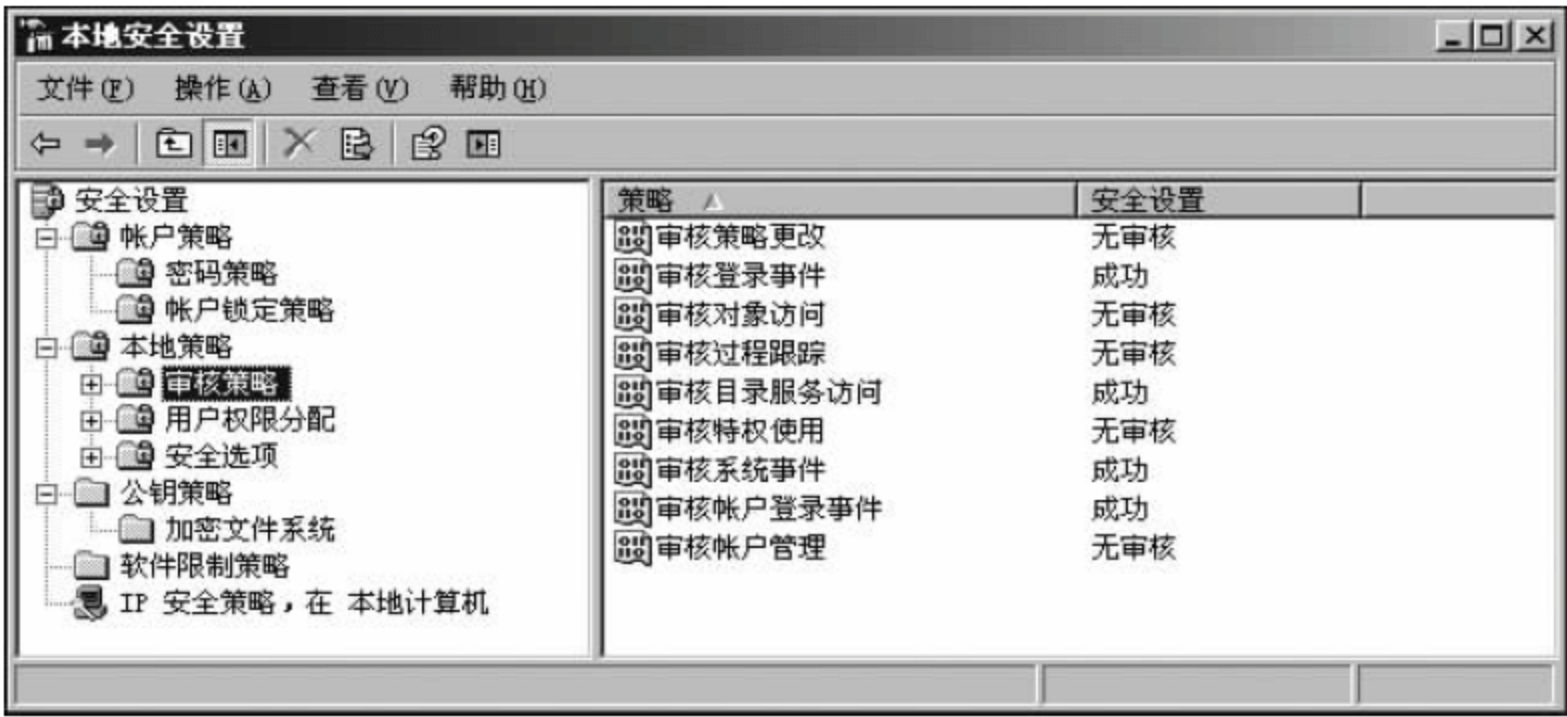 本地安全设置
文件(F) 操作(A) 查看(V) 帮助(H)
安全设置
帐户策略
密码策略
帐户锁定策略
本地策略
审核策略
用户权限分配
安全选项
公钥策略
加密文件系统
软件限制策略
IP 安全策略，在 本地计算机
策略 安全设置
审核策略更改 无审核
审核登录事件 成功
审核对象访问 无审核
审核过程跟踪 无审核
审核目录服务访问 成功
审核特权使用 无审核
审核系统事件 成功
审核帐户登录事件 成功
审核帐户管理 无审核